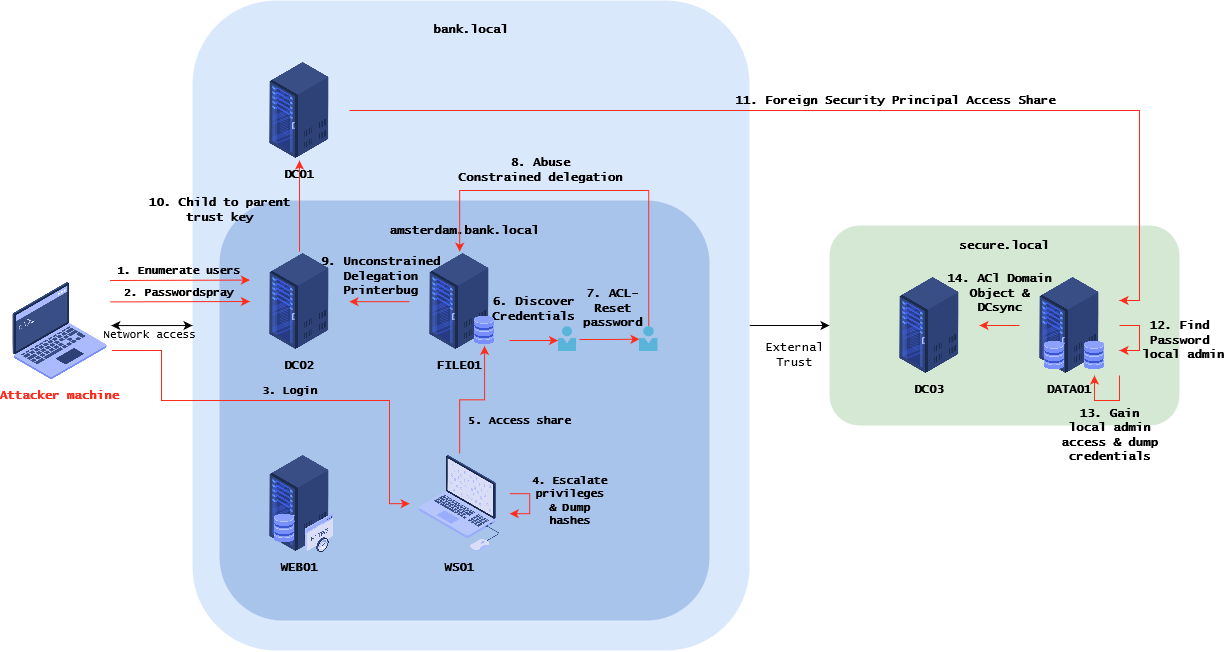 bank.local
11. Foreign Security Principal Access Share
DC01
8. Abuse
Constrained delegation
10. Child to parent
trust key
amsterdam.bank.local
secure.local
1. Enumerate users
2. Passwordspray
9. Unconstrained
Delegation
Printerbug
6. Discover
Credentials
7. ACL-
Reset
password
14. ACl Domain
Object &
DCsync
12. Find
Password
local admin
Network access
External
Trust
DC02
FILE01
DC03
DATA01
Attacker machine
3. Login
5. Access share
13. Gain
local admin
access & dump
credentials
4. Escalate
privileges
& Dump
hashes
WEB01
WS01